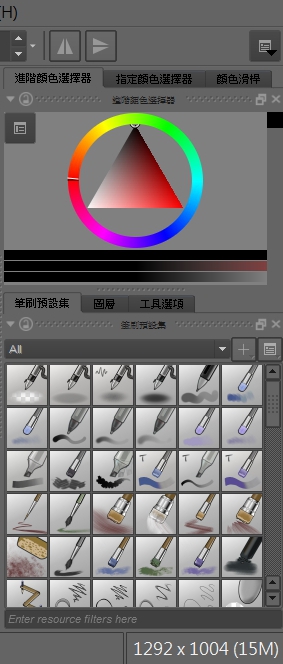 (H)
進階顏色選擇器 指定顏色選擇器 顏色滑桿
進階顏色選擇器
筆刷預設集 圖層 工具選項
筆刷預設集
All
T T T
Enter resource filters here
1292 x 1004 (15M)